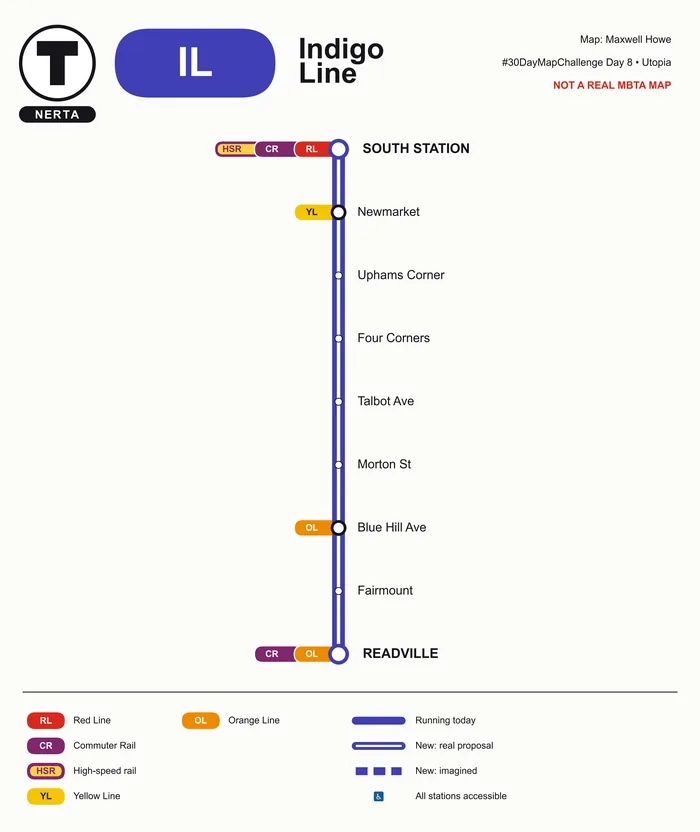 T
NERTA
IL
Indigo
Line
Map: Maxwell Howe
#30DayMapChallenge Day 8 • Utopia
NOT A REAL MBTA MAP
HSR CR RL SOUTH STATION
YL Newmarket
Uphams Corner
Four Corners
Talbot Ave
Morton St
OL Blue Hill Ave
Fairmount
CR OL READVILLE
RL Red Line OL Orange Line Running today
CR Commuter Rail New: real proposal
HSR High-speed rail New: imagined
YL Yellow Line All stations accessible